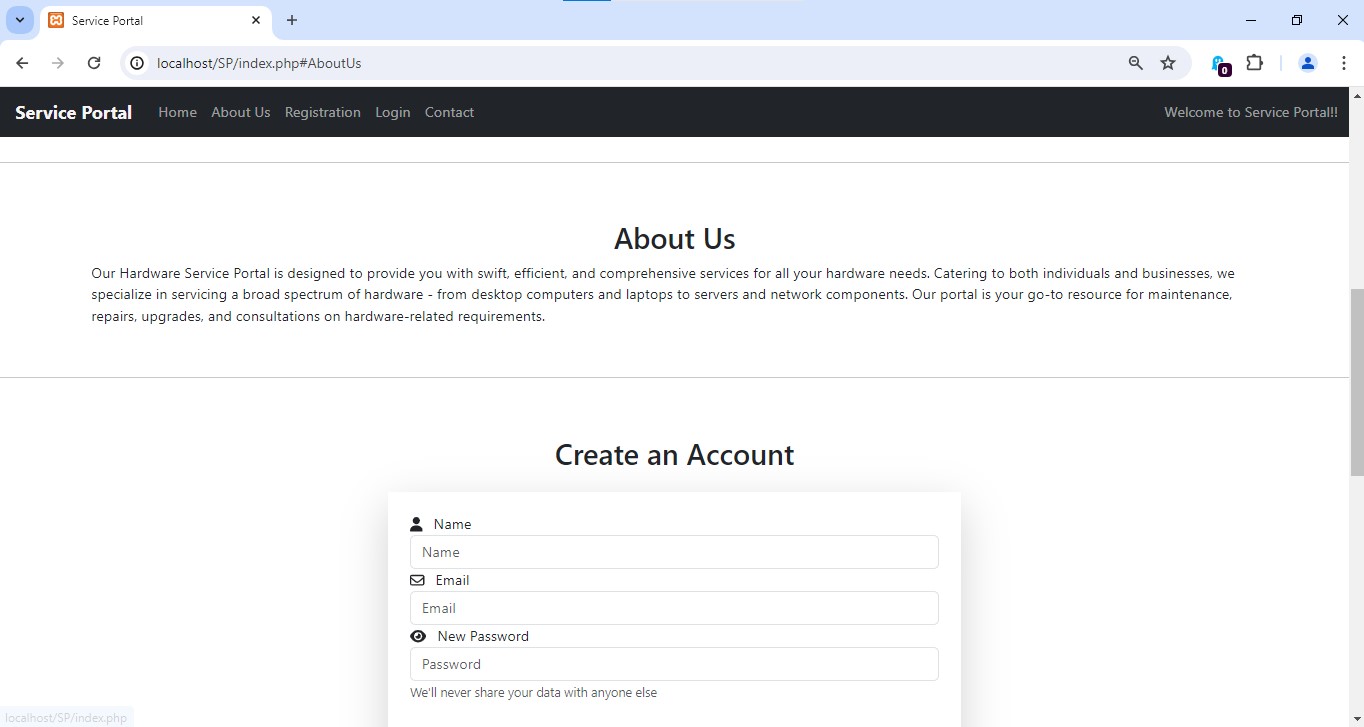 Service Portal
localhost/SP/index.php#AboutUs
0
Service Portal Home About Us Registration Login Contact Welcome to Service Portal!!
About Us
Our Hardware Service Portal is designed to provide you with swift, efficient, and comprehensive services for all your hardware needs. Catering to both individuals and businesses, we
specialize in servicing a broad spectrum of hardware - from desktop computers and laptops to servers and network components. Our portal is your go-to resource for maintenance,
repairs, upgrades, and consultations on hardware-related requirements.
Create an Account
Name
Name
Email
Email
New Password
Password
We'll never share your data with anyone else
localhost/SP/index.php